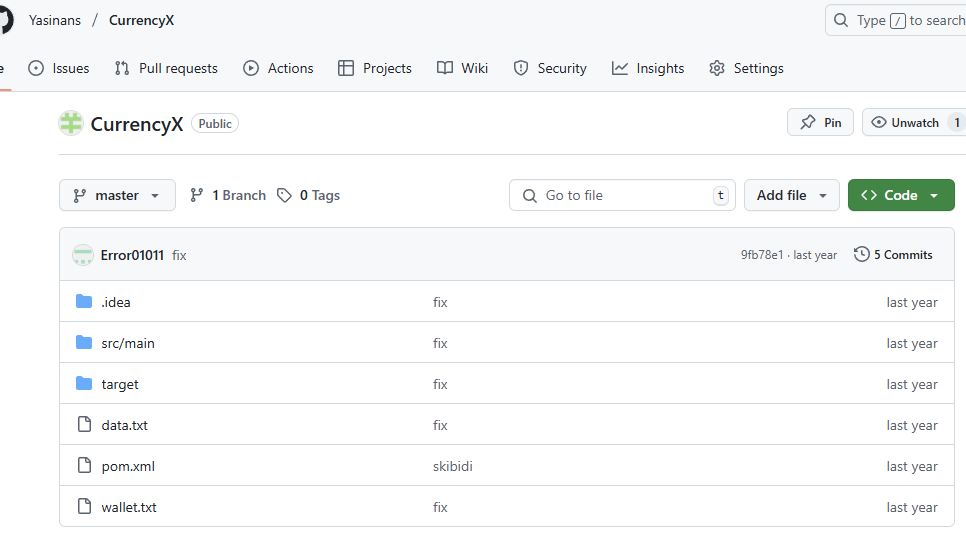 Yasinans / CurrencyX Type / to search
Issues Pull requests Actions Projects Wiki Security Insights Settings
CurrencyX Public Pin Unwatch 1
master 1 Branch 0 Tags Go to file t Add file Code
Error01011 fix 9fb78e1 · last year 5 Commits
.idea fix last year
src/main fix last year
target fix last year
data.txt fix last year
pom.xml skibidi last year
wallet.txt fix last year